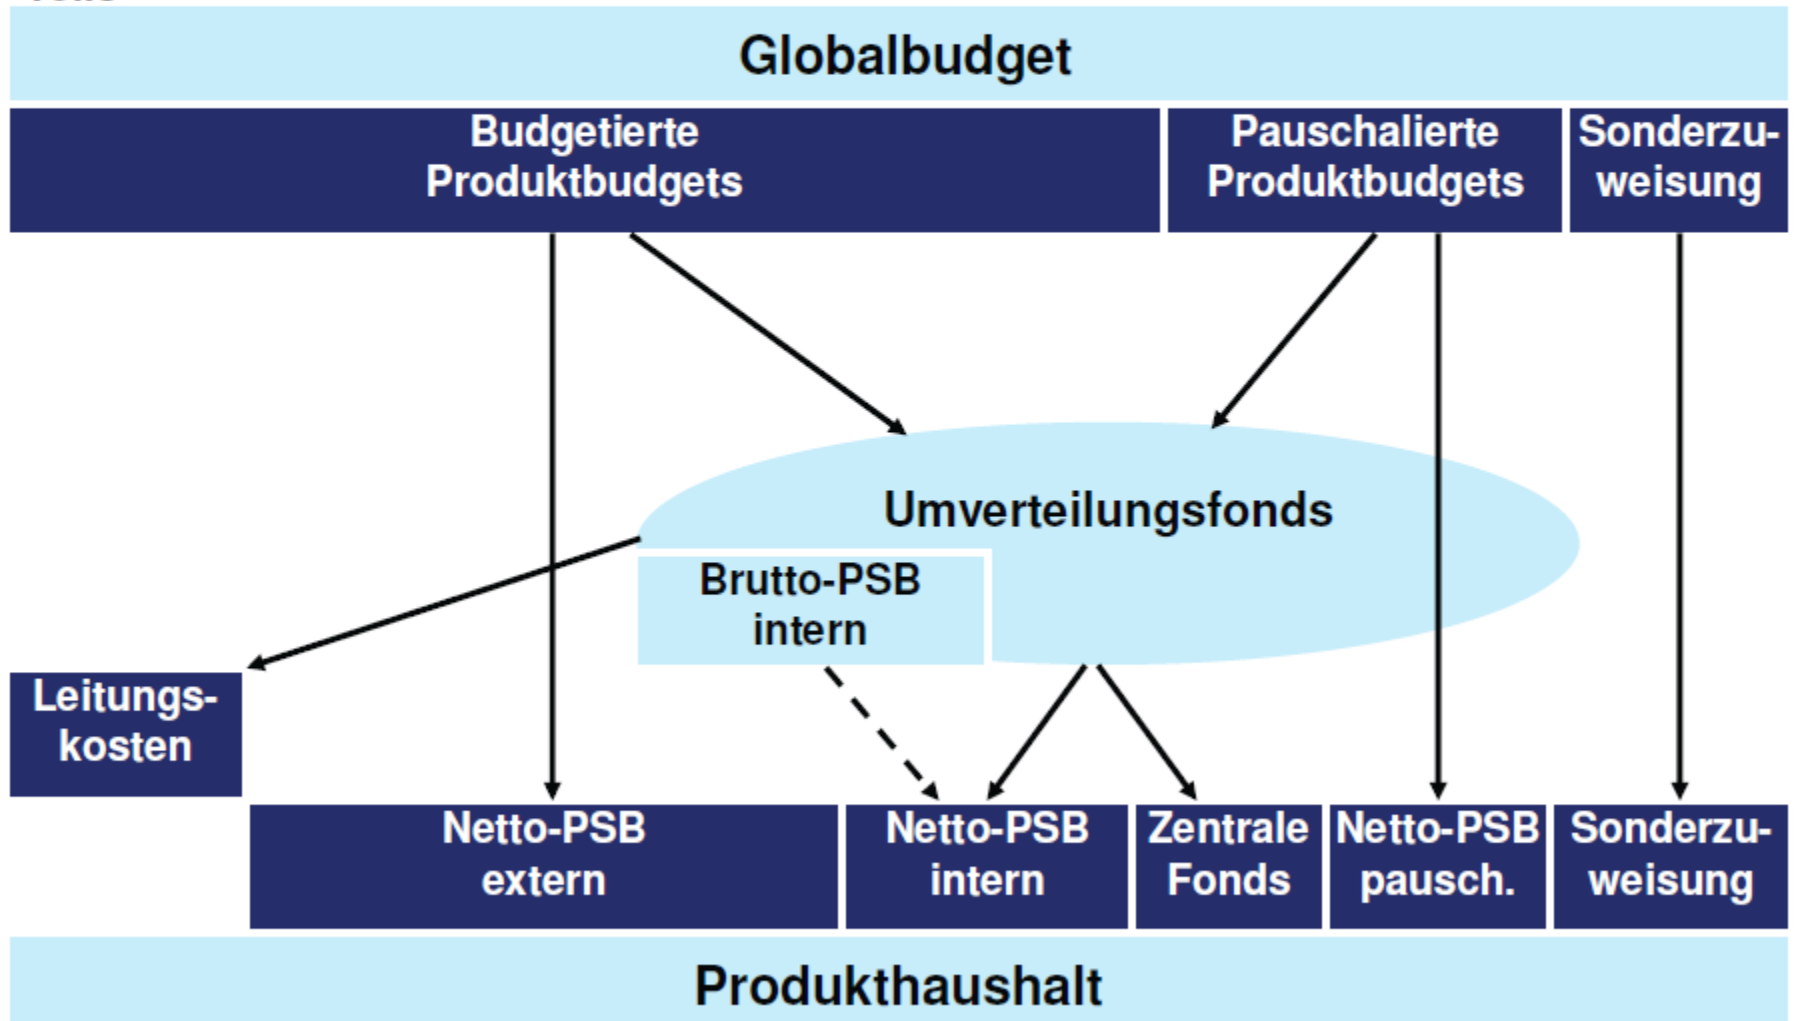 Globalbudget
Budgetierte
Produktbudgets
Pauschalierte
Produktbudgets
Sonderzu-
weisung
Umverteilungsfonds
Brutto-PSB
intern
Leitungs-
kosten
Netto-PSB
extern
Netto-PSB
intern
Zentrale
Fonds
Netto-PSB
pausch.
Sonderzu-
weisung
Produkthaushalt